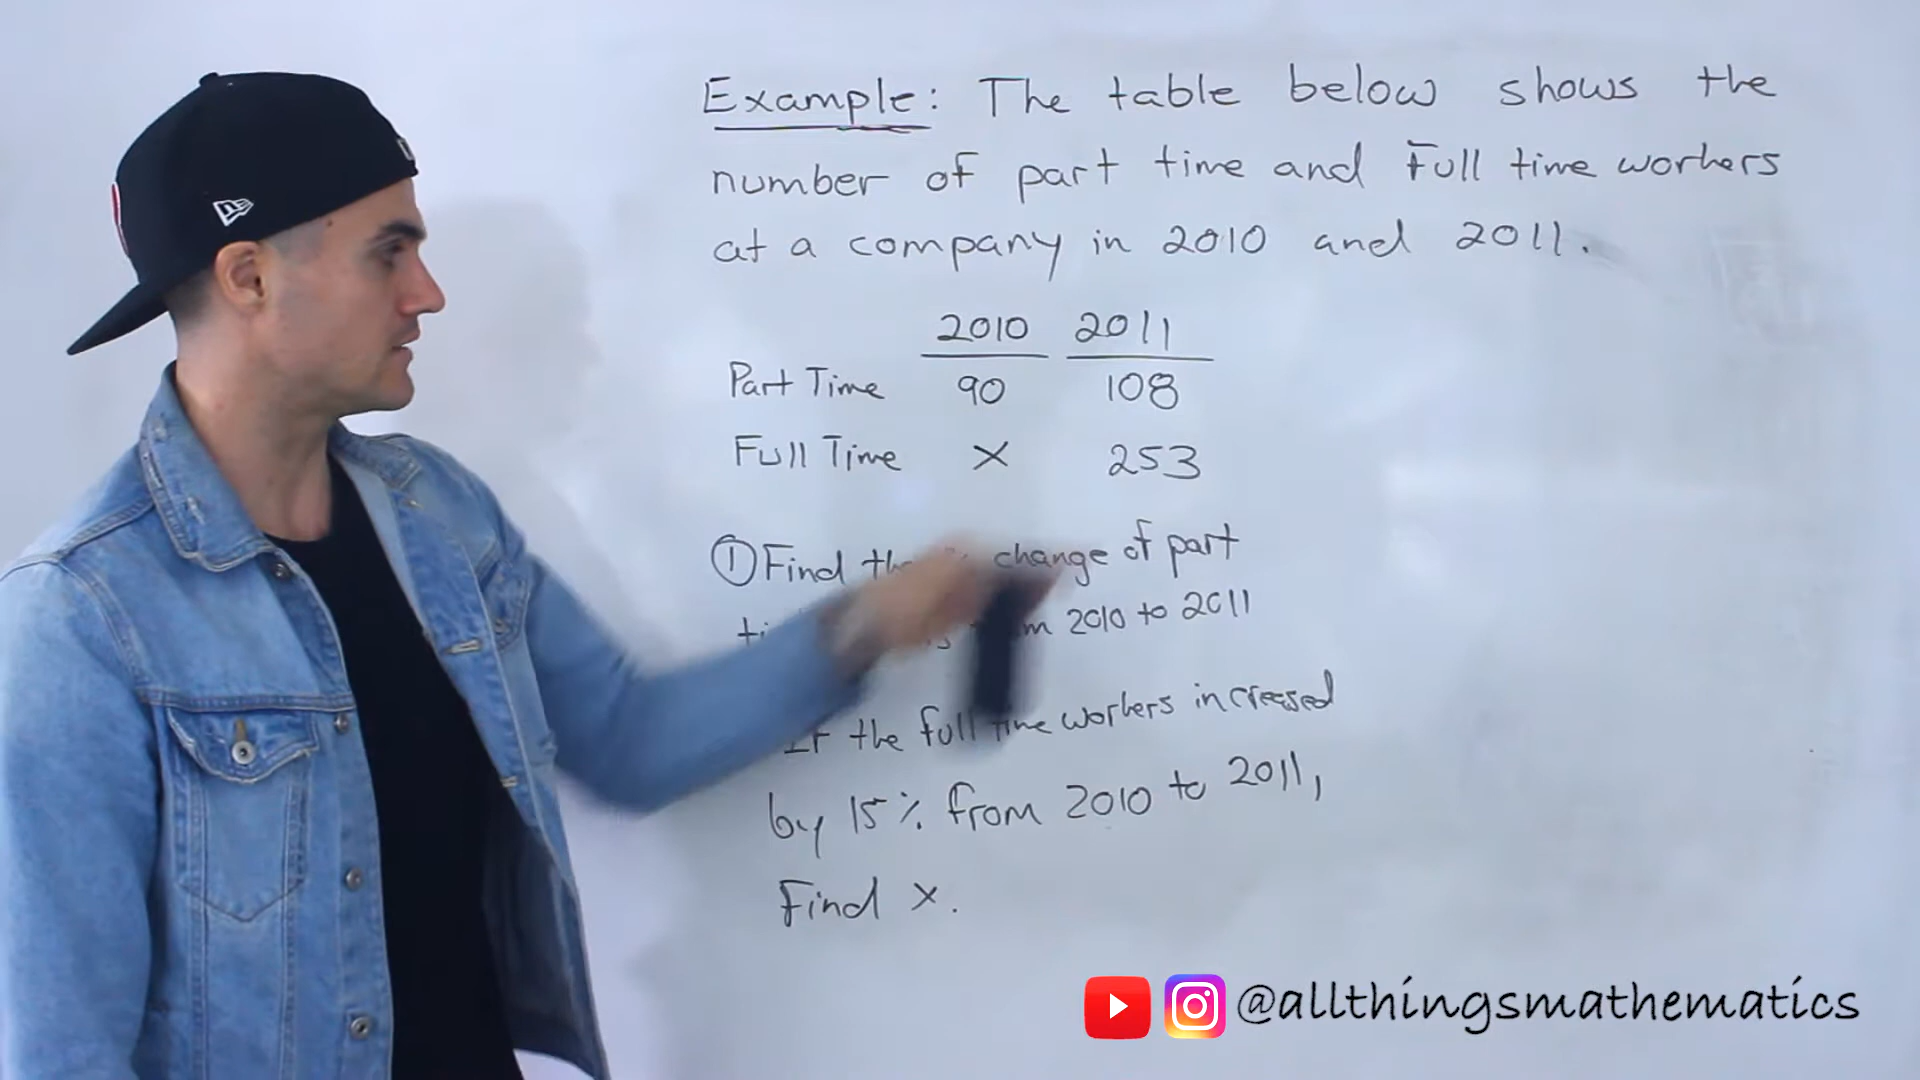 Example: The table below shows the
number of part time and Full time workers
at a company in 2010 and 2011.
2010 2011
Part Time 90 108
Full Time x 253
① Find change of part
2010 to 2011
If the full time workers increased
by 15% from 2010 to 2011,
Find x.
@allthingsmathematics